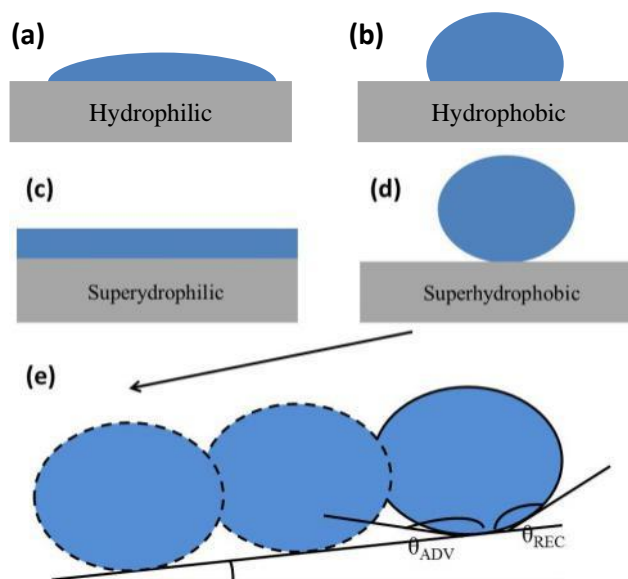 (a)
(b)
Hydrophilic
Hydrophobic
(c)
(d)
Superydrophilic
Superhydrophobic
(e)
θADV
θREC